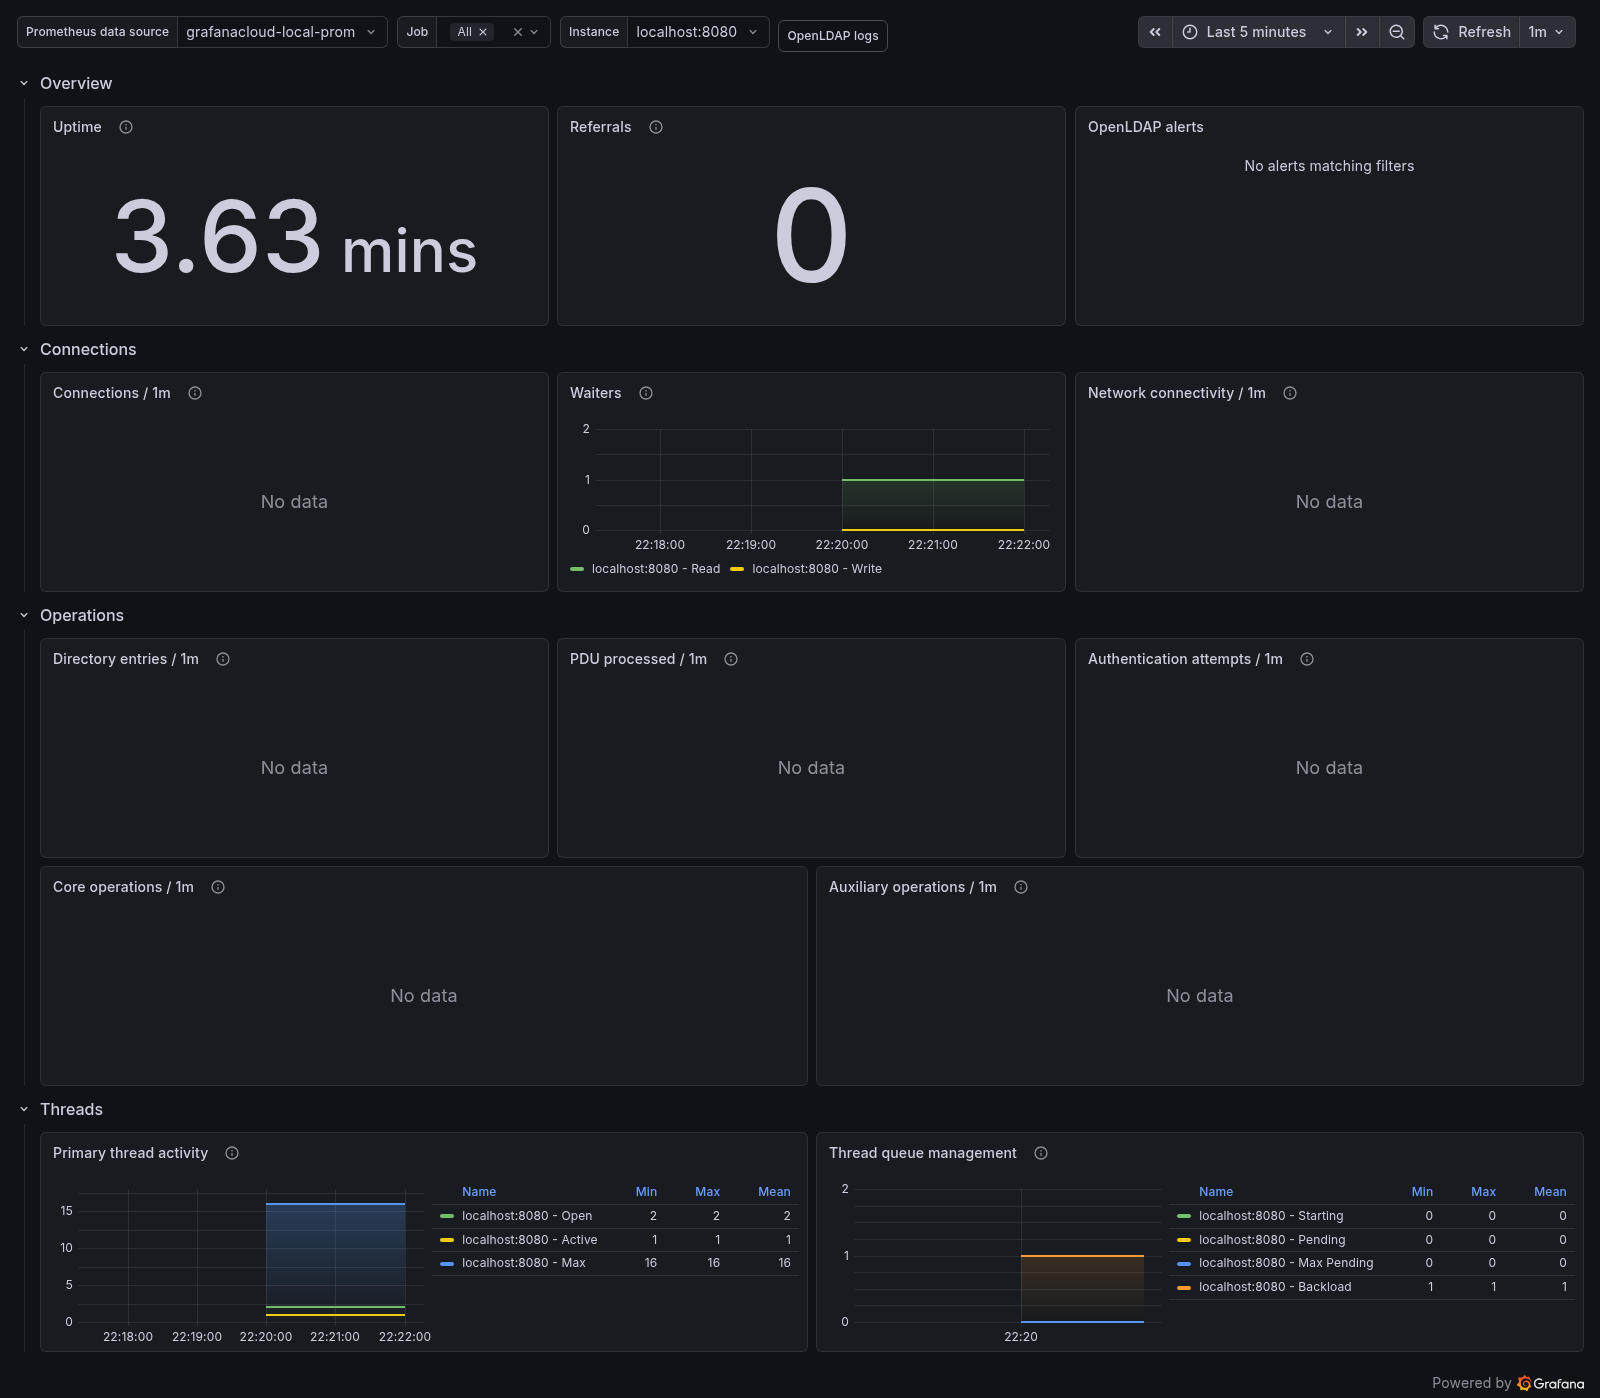 Prometheus data source grafanacloud-local-prom Job All Instance localhost:8080 OpenLDAP logs Last 5 minutes Refresh 1m
Overview
Uptime
3.63 mins
Referrals
0
OpenLDAP alerts
No alerts matching filters
Connections
Connections / 1m
No data
Waiters
2
1
0
22:18:00 22:19:00 22:20:00 22:21:00 22:22:00
localhost:8080 - Read localhost:8080 - Write
Network connectivity / 1m
No data
Operations
Directory entries / 1m
No data
PDU processed / 1m
No data
Authentication attempts / 1m
No data
Core operations / 1m
No data
Auxiliary operations / 1m
No data
Threads
Primary thread activity
15
10
5
0
22:18:00 22:19:00 22:20:00 22:21:00 22:22:00
Name Min Max Mean
localhost:8080 - Open 2 2 2
localhost:8080 - Active 1 1 1
localhost:8080 - Max 16 16 16
Thread queue management
2
1
0
22:20
Name Min Max Mean
localhost:8080 - Starting 0 0 0
localhost:8080 - Pending 0 0 0
localhost:8080 - Max Pending 0 0 0
localhost:8080 - Backload 1 1 1
Powered by Grafana